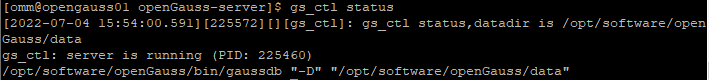 [omm@opengauss01 openGauss-server]$ gs_ctl status
[2022-07-04 15:54:00.591][225572][][gs_ctl]: gs_ctl status,datadir is /opt/software/open
Gauss/data
gs_ctl: server is running (PID: 225460)
/opt/software/openGauss/bin/gaussdb "-D" "/opt/software/openGauss/data"